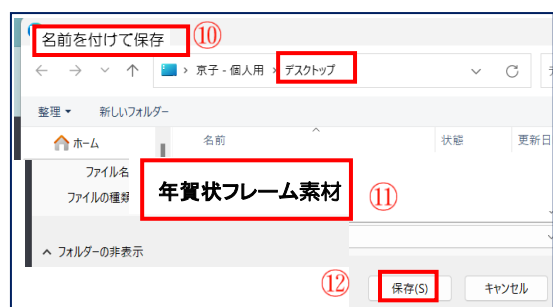 名前を付けて保存 ⑩
京子 - 個人用 › デスクトップ
整理 新しいフォルダー
ホーム 名前 状態 更新日
ファイル名
ファイルの種類
年賀状フレーム素材 ⑪
フォルダーの非表示
⑫ 保存(S) キャンセル